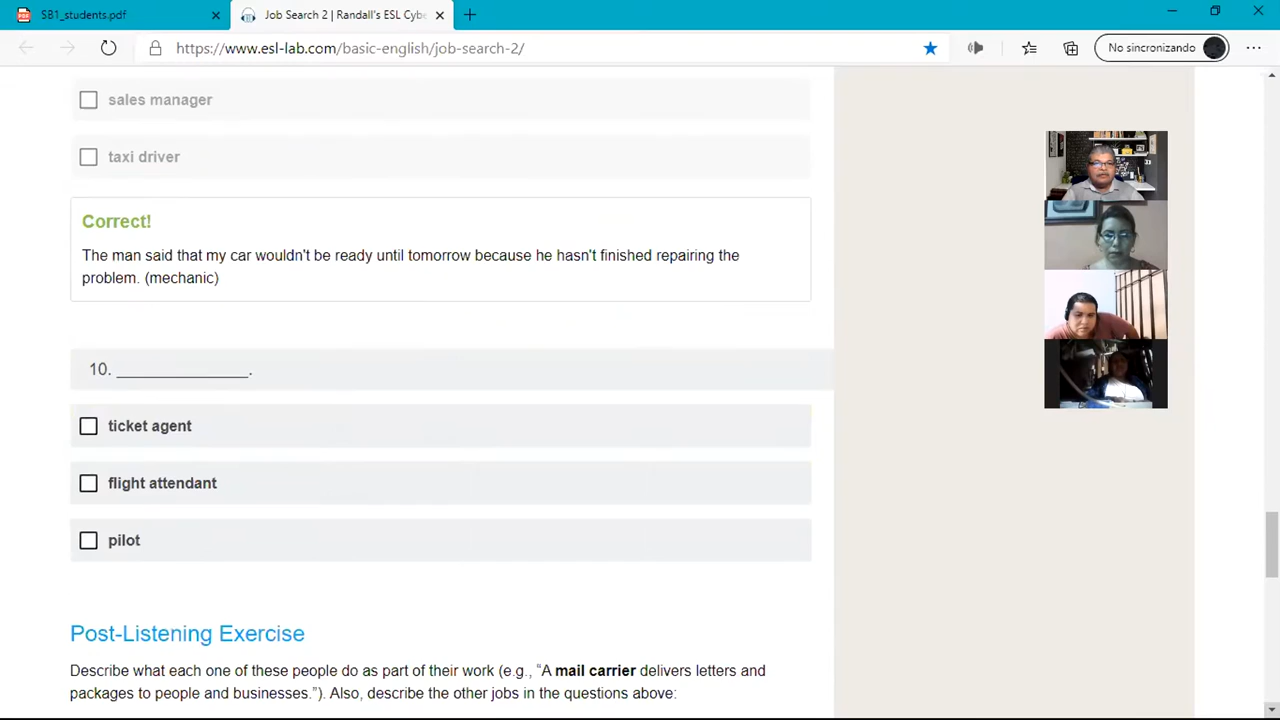 SB1_students.pdf
Job Search 2 | Randall's ESL Cybe
https://www.esl-lab.com/basic-english/job-search-2/
No sincronizando
sales manager
taxi driver
Correct!
The man said that my car wouldn't be ready until tomorrow because he hasn't finished repairing the
problem. (mechanic)
10. ________________.
ticket agent
flight attendant
pilot
Post-Listening Exercise
Describe what each one of these people do as part of their work (e.g., “A mail carrier delivers letters and
packages to people and businesses.”). Also, describe the other jobs in the questions above: